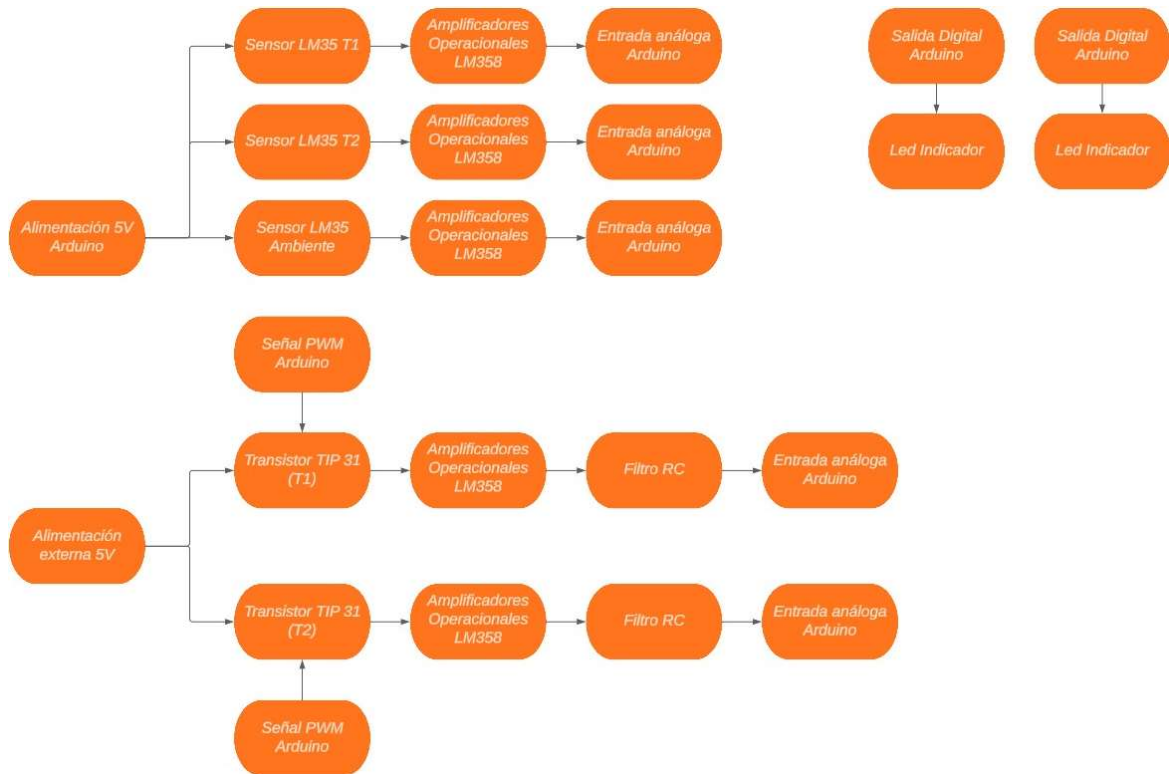 Sensor LM35 T1
Amplificadores
Operacionales
LM358
Entrada análoga
Arduino
Salida Digital
Arduino
Salida Digital
Arduino
Sensor LM35 T2
Amplificadores
Operacionales
LM358
Entrada análoga
Arduino
Led Indicador
Led Indicador
Alimentación 5V
Arduino
Sensor LM35
Ambiente
Amplificadores
Operacionales
LM358
Entrada análoga
Arduino
Señal PWM
Arduino
Transistor TIP 31
(T1)
Amplificadores
Operacionales
LM358
Filtro RC
Entrada análoga
Arduino
Alimentación
externa 5V
Transistor TIP 31
(T2)
Amplificadores
Operacionales
LM358
Filtro RC
Entrada análoga
Arduino
Señal PWM
Arduino